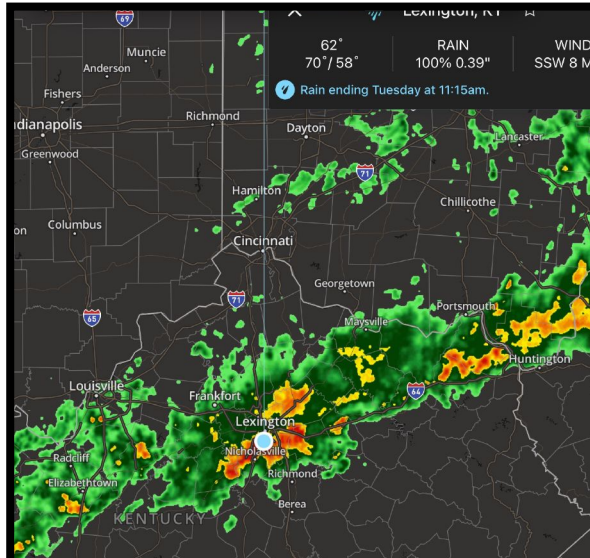 69
Lexington, KY
Muncie
Anderson
62°
70°/ 58°
RAIN
100% 0.39"
WIND
SSW 8 M
Rain ending Tuesday at 11:15am.
Fishers
Richmond
Dayton
Lancaster
ndianapolis
Greenwood
71
Hamilton
Chillicothe
Columbus
on
Cincinnati
Georgetown
71
65
Portsmouth
Maysville
Huntington
Louisville
Frankfort
64
Lexington
Nicholasville
Radcliff
Richmond
Elizabethtown
Berea
KENTUCKY